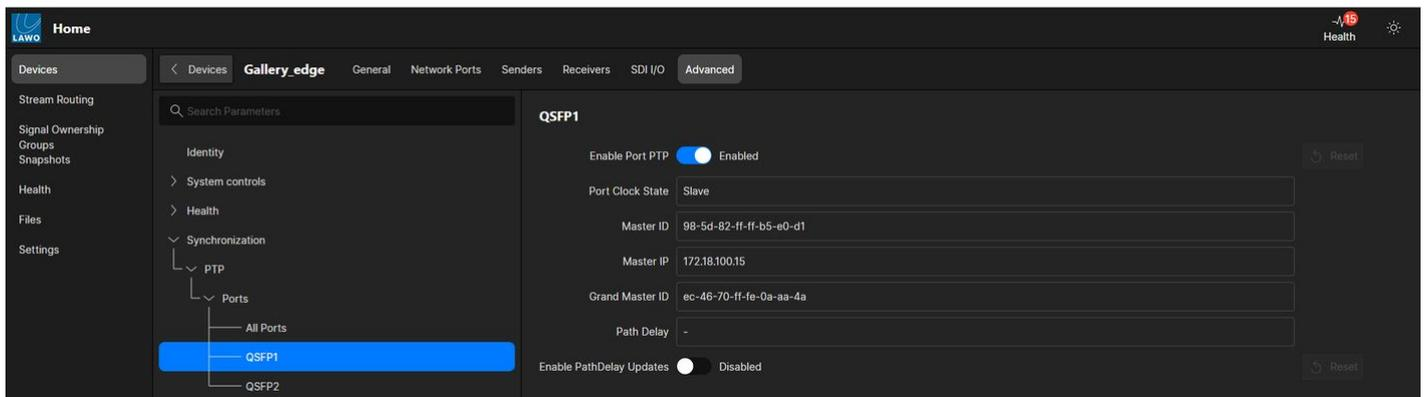 LAWO
Home
15
Health
Devices
Stream Routing
Signal Ownership
Groups
Snapshots
Health
Files
Settings
Devices Gallery_edge General Network Ports Senders Receivers SDI I/O Advanced
Search Parameters
Identity
System controls
Health
Synchronization
PTP
Ports
All Ports
QSFP1
QSFP2
QSFP1
Enable Port PTP Enabled Reset
Port Clock State Slave
Master ID 98-5d-82-ff-ff-b5-e0-d1
Master IP 172.18.100.15
Grand Master ID ec-46-70-ff-fe-0a-aa-4a
Path Delay -
Enable PathDelay Updates Disabled Reset